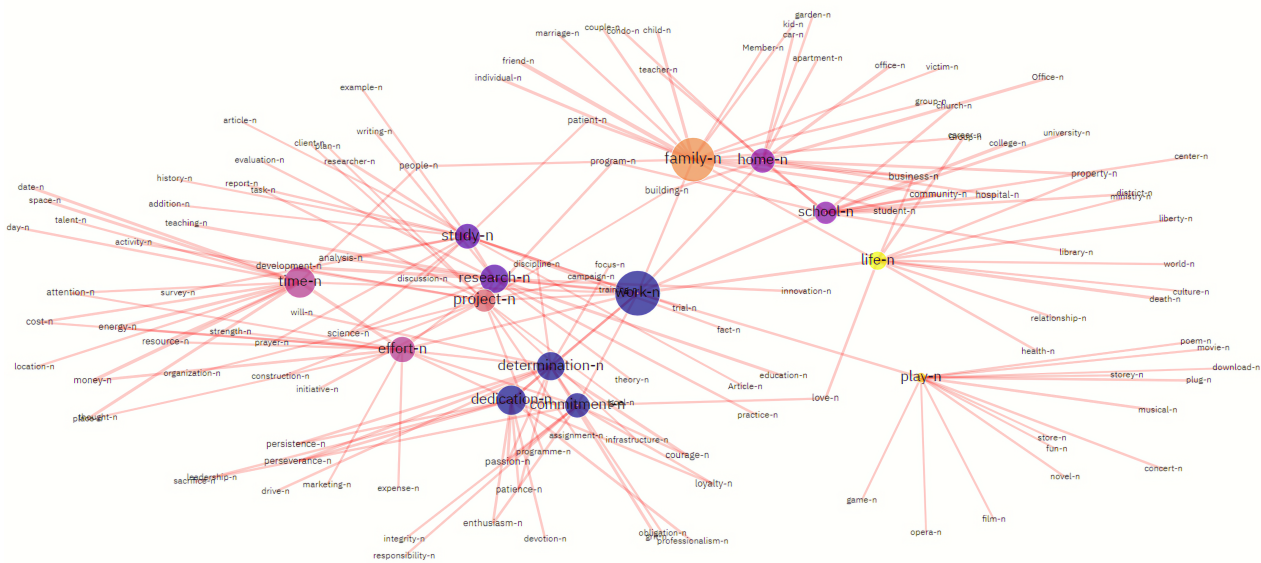 garden-n
kid-n
car-n
couple-n
condo-n
child-n
marriage-n
Member-n
apartment-n
friend-n
teacher-n
office-n
victim-n
individual-n
Office-n
example-n
group-n
church-n
article-n
patient-n
writing-n
career-n
Group-n
university-n
client-n
plan-n
college-n
evaluation-n
researcher-n
people-n
program-n
family-n
home-n
center-n
history-n
report-n
task-n
building-n
business-n
property-n
date-n
space-n
addition-n
community-n
hospital-n
district-n
ministry-n
talent-n
teaching-n
school-n
student-n
liberty-n
day-n
activity-n
study-n
library-n
analysis-n
development-n
discipline-n
focus-n
life-n
world-n
time-n
discussion-n
research-n
campaign-n
attention-n
survey-n
project-n
training-n
work-n
innovation-n
culture-n
death-n
will-n
trial-n
cost-n
energy-n
strength-n
science-n
fact-n
relationship-n
resource-n
prayer-n
effort-n
health-n
poem-n
movie-n
location-n
money-n
organization-n
construction-n
initiative-n
determination-n
theory-n
education-n
Article-n
play-n
storey-n
download-n
plug-n
thought-n
place-n
dedication-n
commitment-n
goal-n
practice-n
love-n
musical-n
persistence-n
assignment-n
infrastructure-n
store-n
fun-n
perseverance-n
programme-n
passion-n
courage-n
concert-n
leadership-n
sacrifice-n
drive-n
marketing-n
expense-n
patience-n
loyalty-n
novel-n
game-n
enthusiasm-n
film-n
integrity-n
devotion-n
obligation-n
professionalism-n
opera-n
responsibility-n